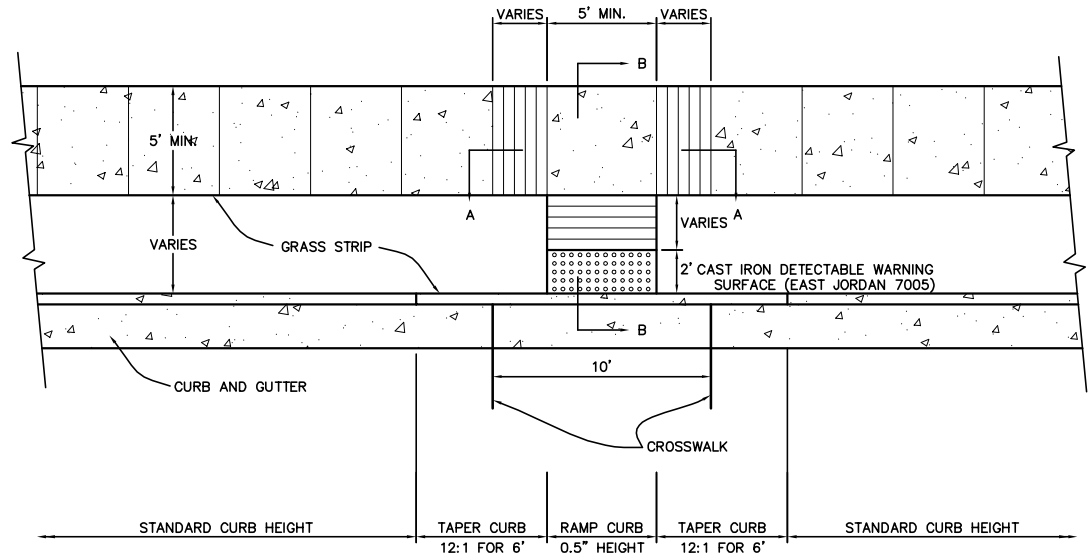 VARIES
5' MIN.
VARIES
B
5' MIN.
A
A
VARIES
VARIES
GRASS STRIP
2' CAST IRON DETECTABLE WARNING
SURFACE (EAST JORDAN 7005)
B
10'
CURB AND GUTTER
CROSSWALK
STANDARD CURB HEIGHT
TAPER CURB
12:1 FOR 6'
RAMP CURB
0.5" HEIGHT
TAPER CURB
12:1 FOR 6'
STANDARD CURB HEIGHT